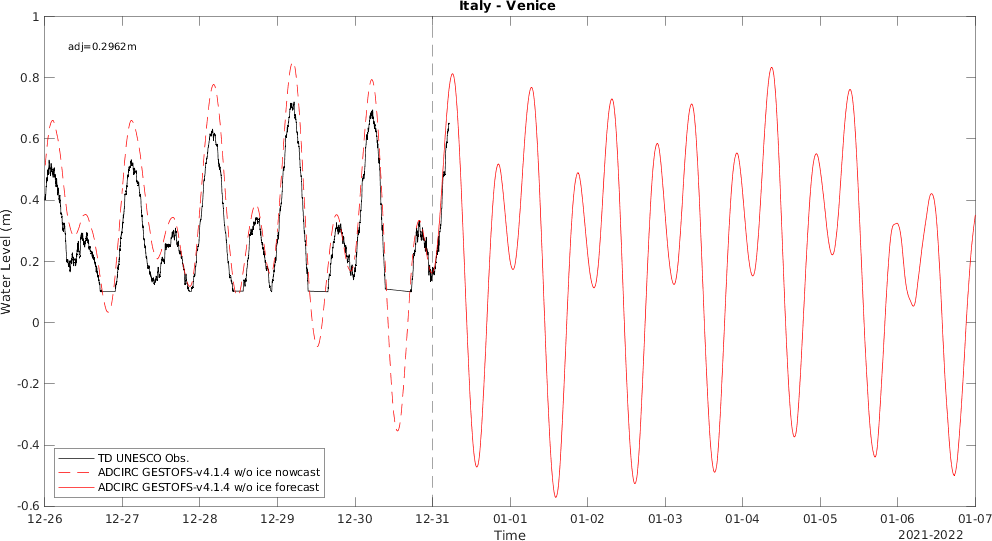 Italy - Venice
adj=0.2962m
1
0.8
0.6
0.4
0.2
0
-0.2
-0.4
-0.6
Water Level (m)
TD UNESCO Obs.
ADCIRC GESTOFS-v4.1.4 w/o ice nowcast
ADCIRC GESTOFS-v4.1.4 w/o ice forecast
12-26 12-27 12-28 12-29 12-30 12-31 01-01 01-02 01-03 01-04 01-05 01-06 01-07
Time
2021-2022